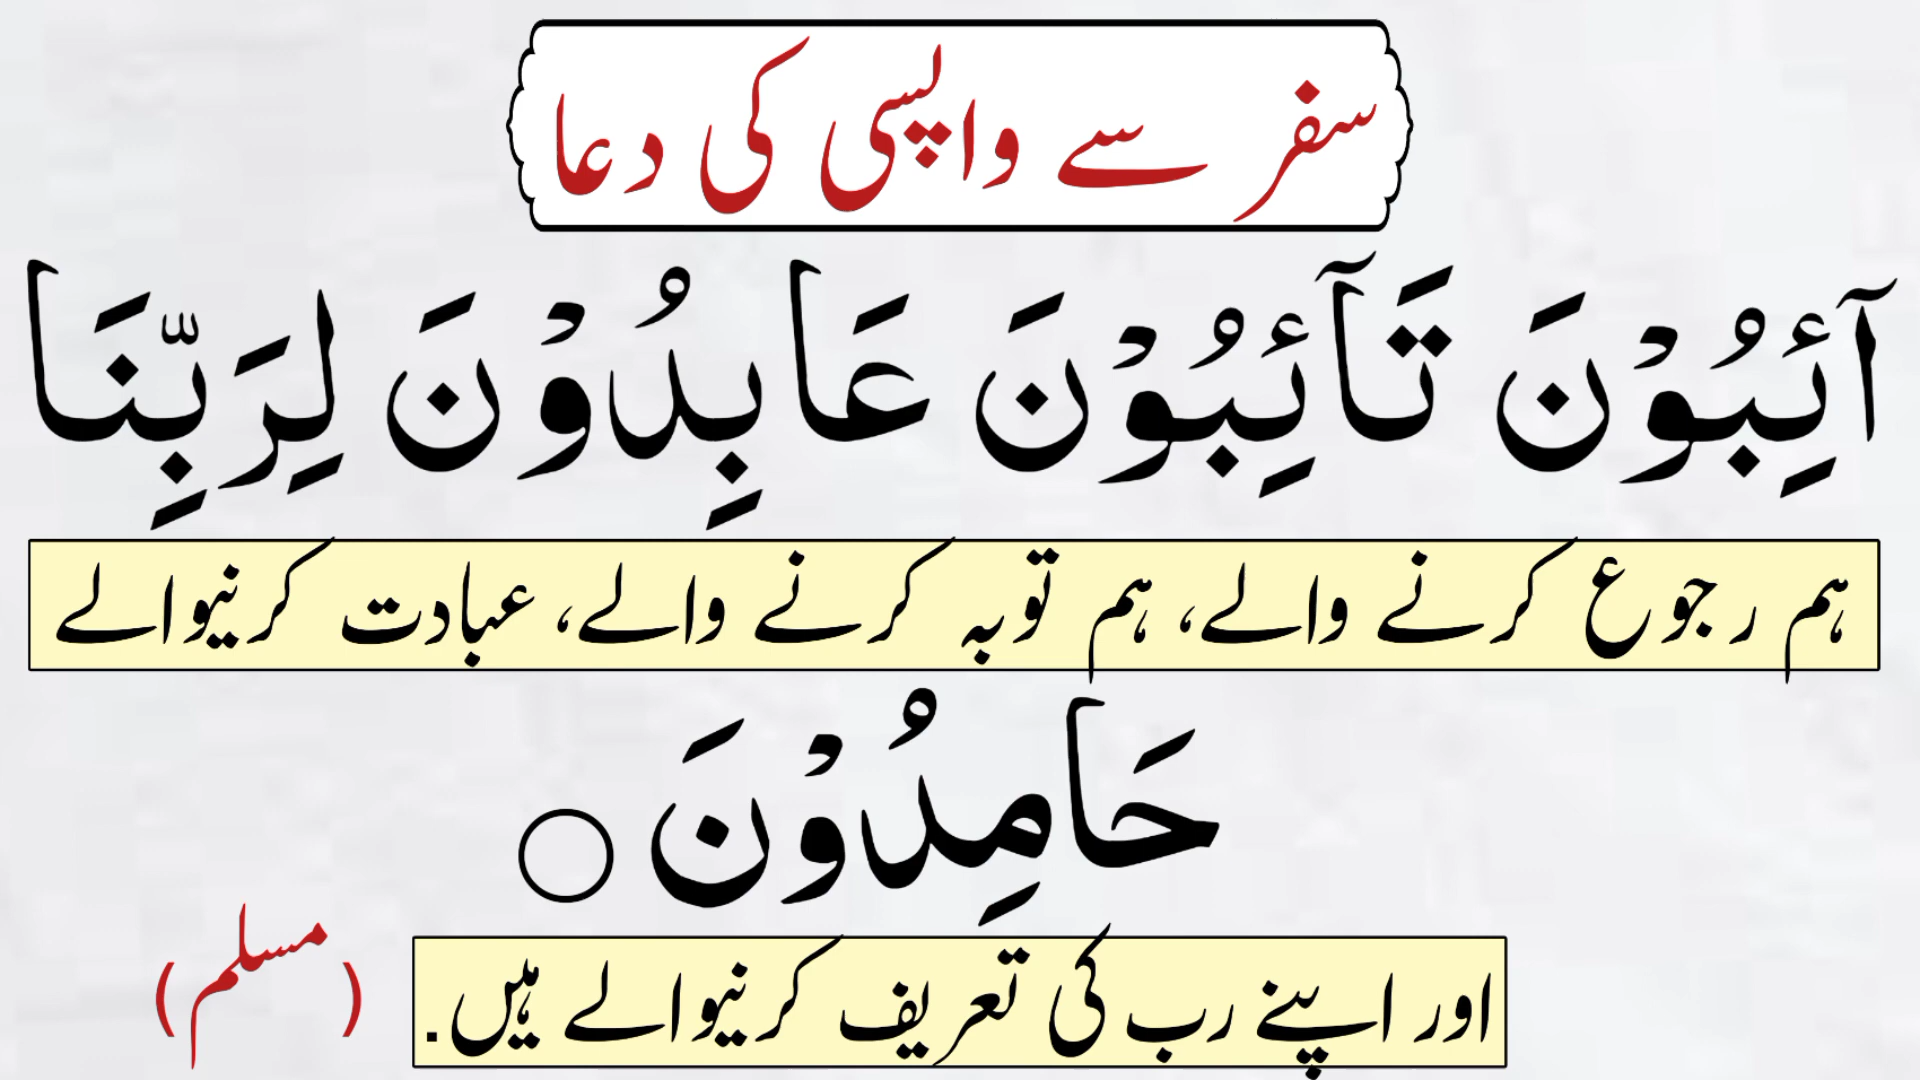 سفر سے واپسی کی دعا
آئِبُوْنَ تَآئِبُوْنَ عَابِدُوْنَ لِرَبِّنَا
ہم رجوع کرنے والے، ہم توبہ کرنے والے، عبادت کرنیوالے
حَامِدُوْنَ ○
اور اپنے رب کی تعریف کرنیوالے ہیں.
(مسلم)